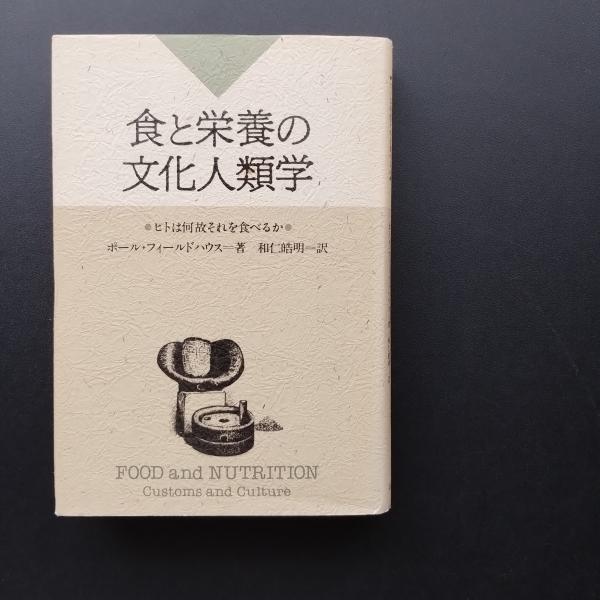 食と栄養の
文化人類学
●ヒトは何故それを食べるか●
ポール・フィールドハウス=著 和仁皓明=訳
FOOD and NUTRITION
Customs and Culture